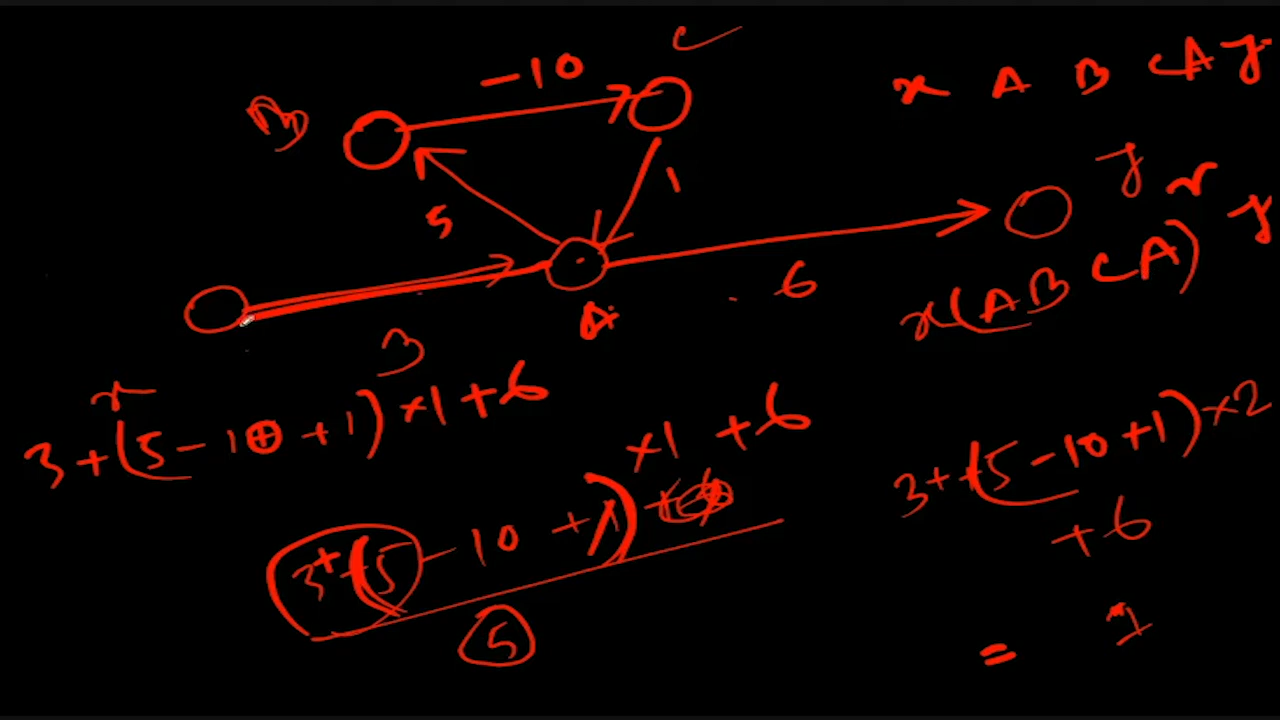 C
-10
x A B C A y
B
y
1
5
6
x (A B C A) y
A
3
x
3 + (5 - 10 + 1) x 1 + 6
x 1 + 6
3 + (5 - 10 + 1)
3 + (5 - 10 + 1) x 2
+ 6
5
= 1